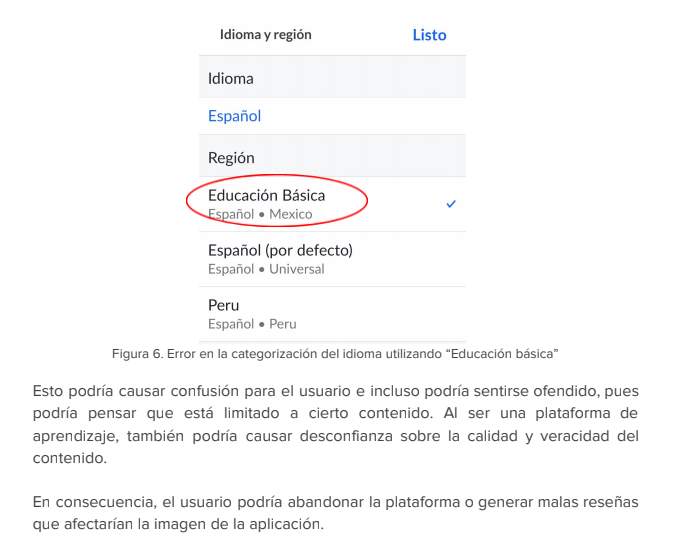 Idioma y región
Listo
Idioma
Español
Región
Educación Básica
Español • Mexico
Español (por defecto)
Español • Universal
Peru
Español • Peru
Figura 6. Error en la categorización del idioma utilizando “Educación básica”
Esto podría causar confusión para el usuario e incluso podría sentirse ofendido, pues
podría pensar que está limitado a cierto contenido. Al ser una plataforma de
aprendizaje, también podría causar desconfianza sobre la calidad y veracidad del
contenido.
En consecuencia, el usuario podría abandonar la plataforma o generar malas reseñas
que afectarían la imagen de la aplicación.